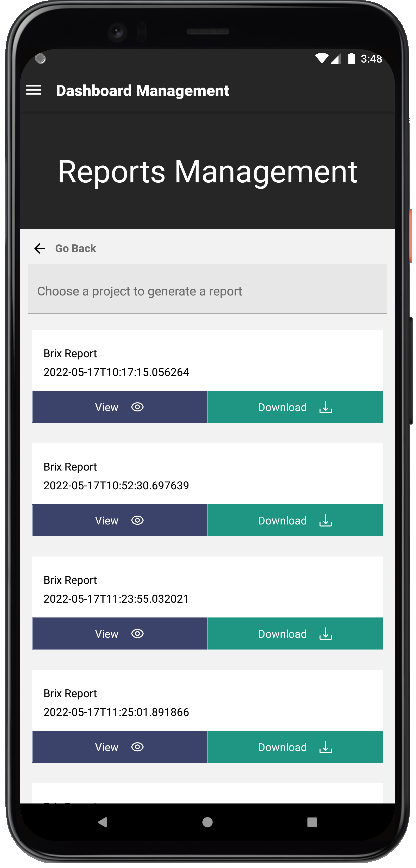 3:48
Dashboard Management
Reports Management
Go Back
Choose a project to generate a report
Brix Report
2022-05-17T10:17:15.056264
View Download
Brix Report
2022-05-17T10:52:30.697639
View Download
Brix Report
2022-05-17T11:23:55.032021
View Download
Brix Report
2022-05-17T11:25:01.891866
View Download